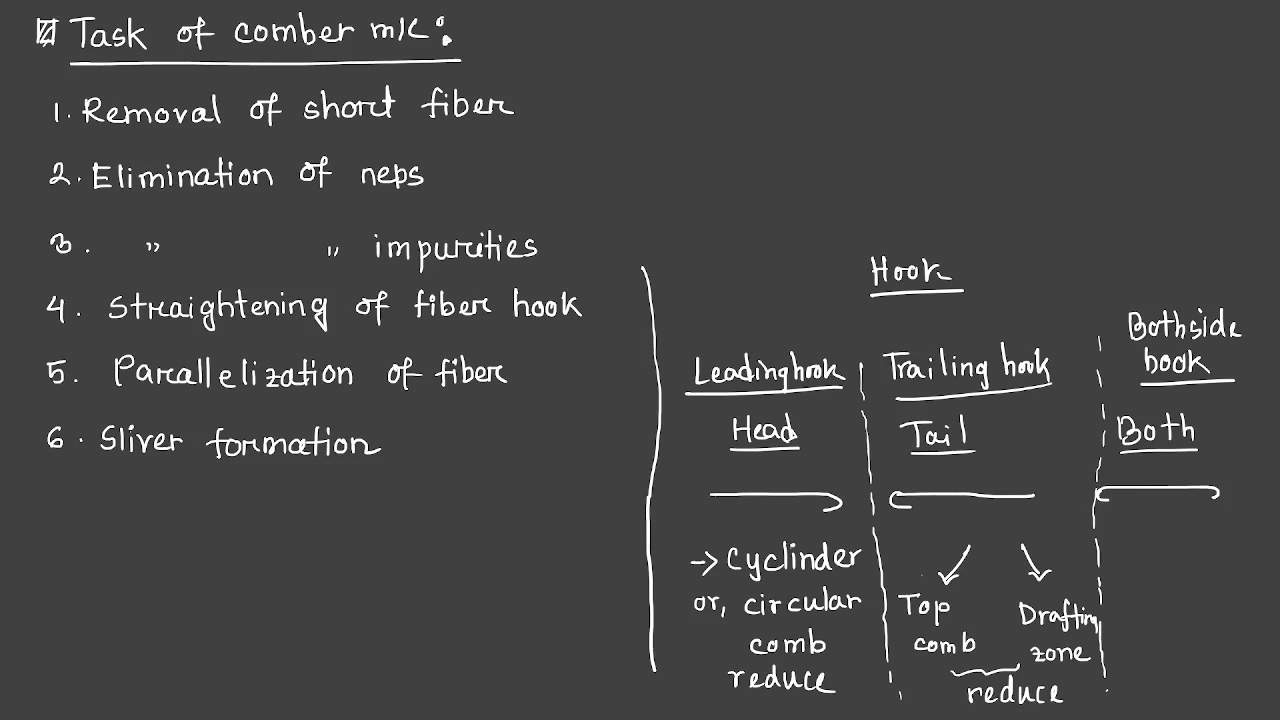 Task of comber m/c:
1. Removal of short fiber
2. Elimination of neps
3. " " impurities
4. Straightening of fiber hook
5. Parallelization of fiber
6. Sliver formation
Hook
Leading hook
Head
→ Cyclinder
or, circular
comb
reduce
Trailing hook
Tail
Top
comb
Drafting
zone
reduce
Bothside
hook
Both